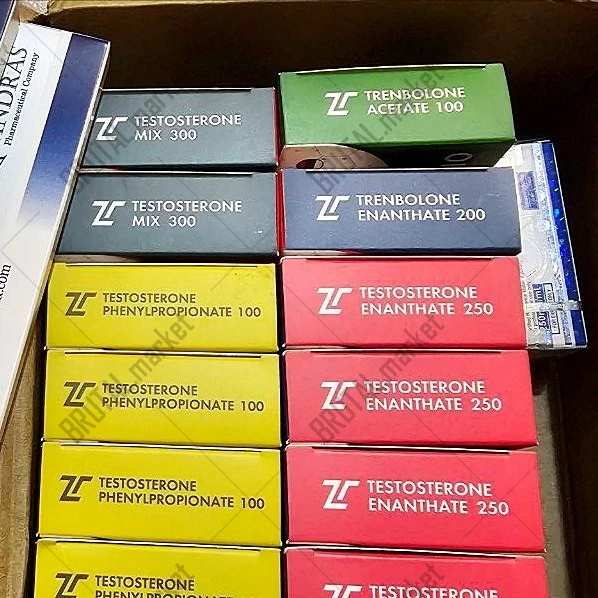 ANDRAS
Pharmaceutical Company
TESTOSTERONE
MIX 300
TESTOSTERONE
MIX 300
TESTOSTERONE
PHENYLPROPIONATE 100
TESTOSTERONE
PHENYLPROPIONATE 100
TESTOSTERONE
PHENYLPROPIONATE 100
TESTOSTERONE
TRENBOLONE
ACETATE 100
TRENBOLONE
ENANTHATE 200
TESTOSTERONE
ENANTHATE 250
TESTOSTERONE
ENANTHATE 250
TESTOSTERONE
ENANTHATE 250
TESTOSTERONE
BRUTAL.market
BRUTAL.market
BRUTAL.market
BRUTAL.market